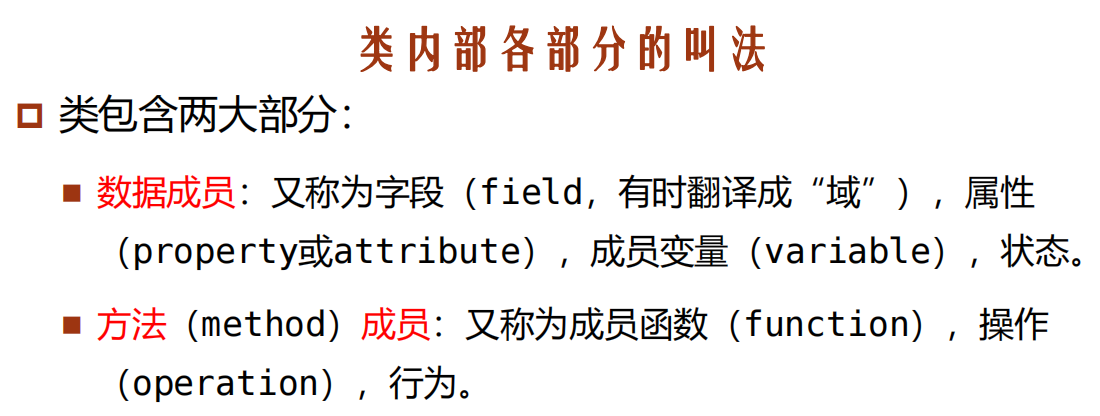 类内部各部分的叫法
类包含两大部分：
数据成员：又称为字段（field，有时翻译成“域”），属性
（property或attribute），成员变量（variable），状态。
方法（method）成员：又称为成员函数（function），操作
（operation），行为。